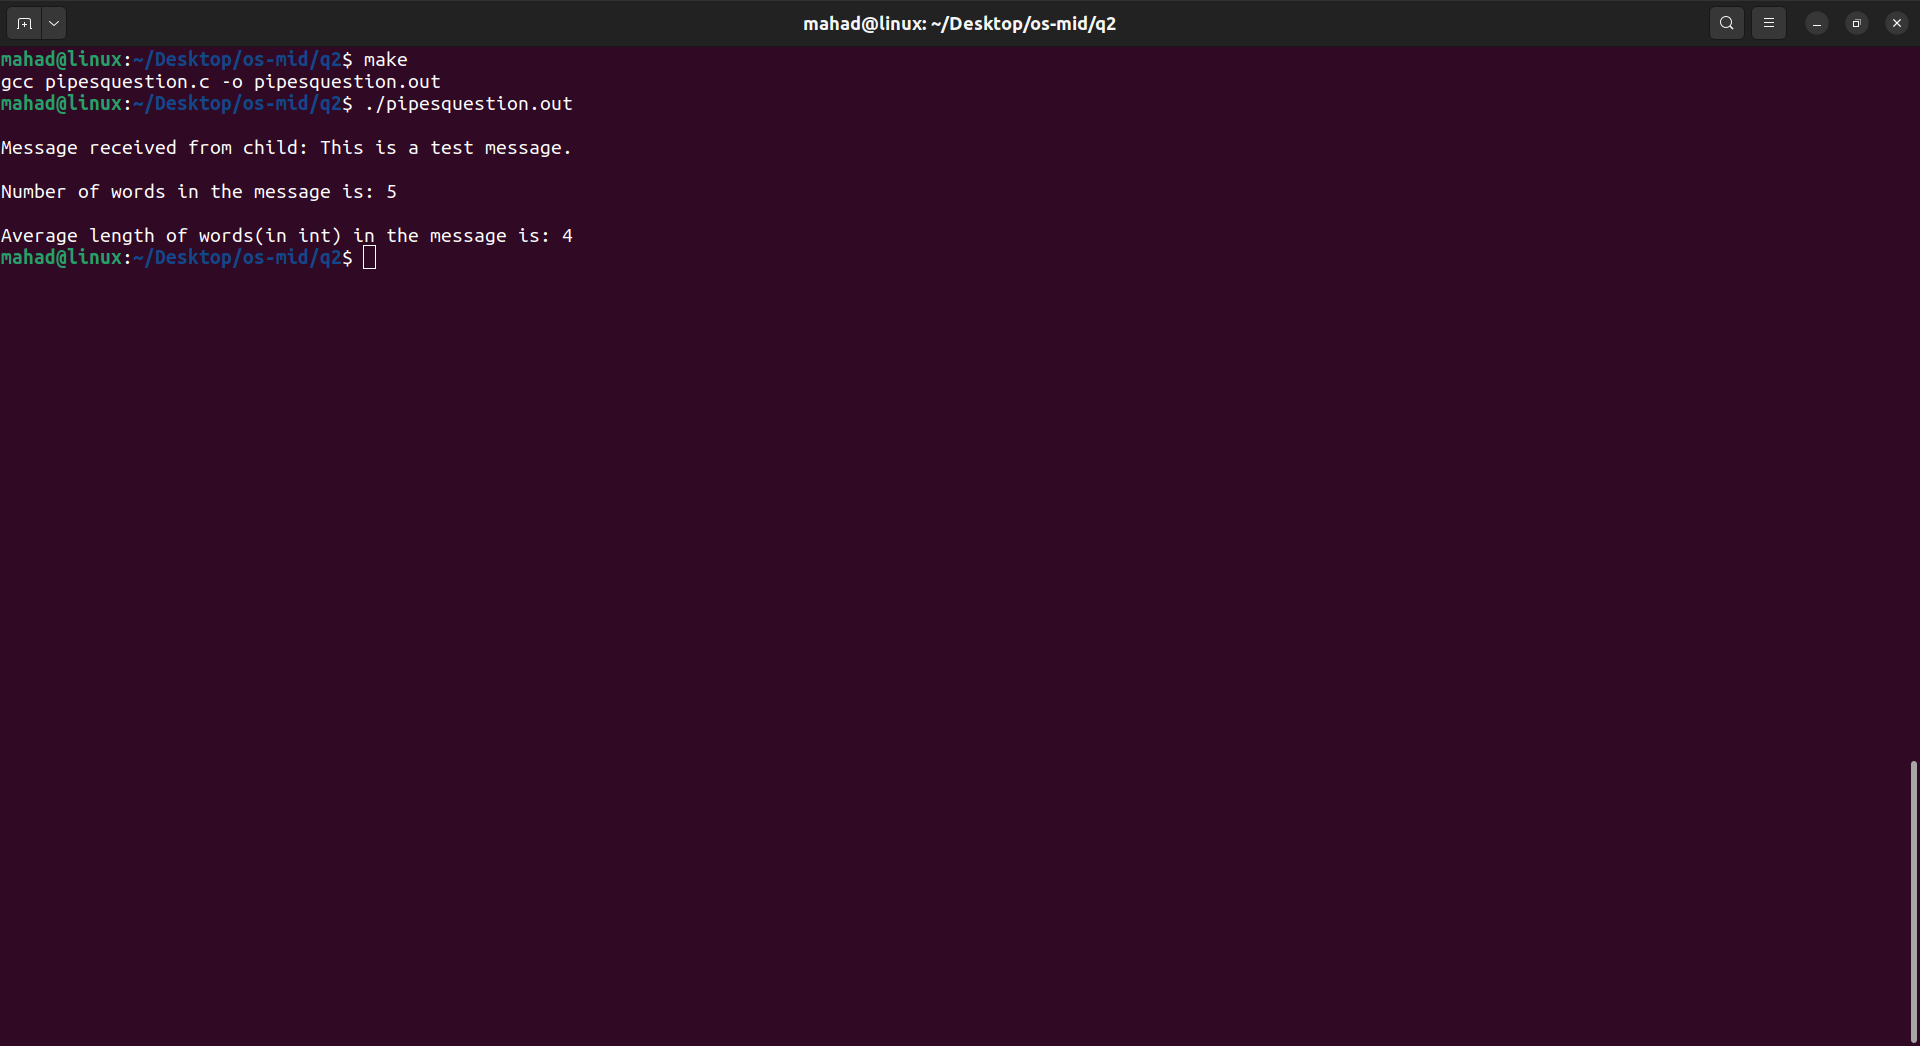 mahad@linux: ~/Desktop/os-mid/q2
mahad@linux:~/Desktop/os-mid/q2$ make
gcc pipesquestion.c -o pipesquestion.out
mahad@linux:~/Desktop/os-mid/q2$ ./pipesquestion.out
Message received from child: This is a test message.
Number of words in the message is: 5
Average length of words(in int) in the message is: 4
mahad@linux:~/Desktop/os-mid/q2$